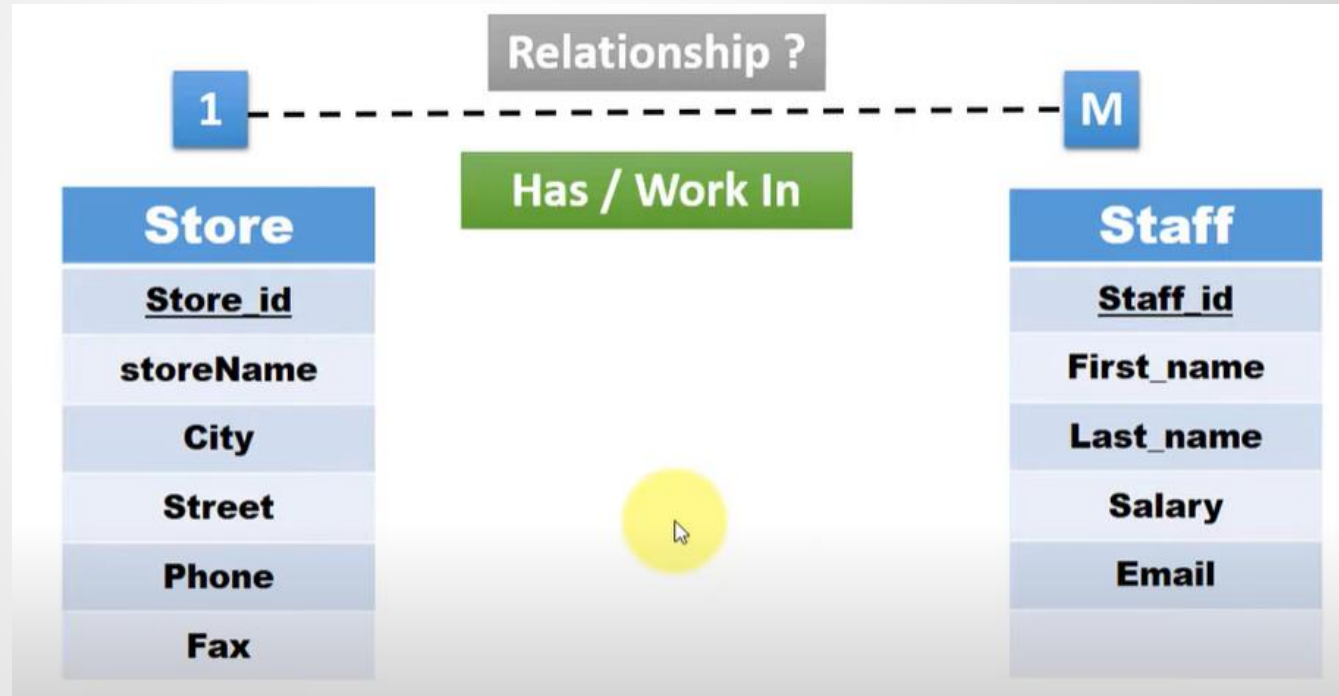 Relationship ?
1
M
Has / Work In
Store
Store_id
storeName
City
Street
Phone
Fax
Staff
Staff_id
First_name
Last_name
Salary
Email